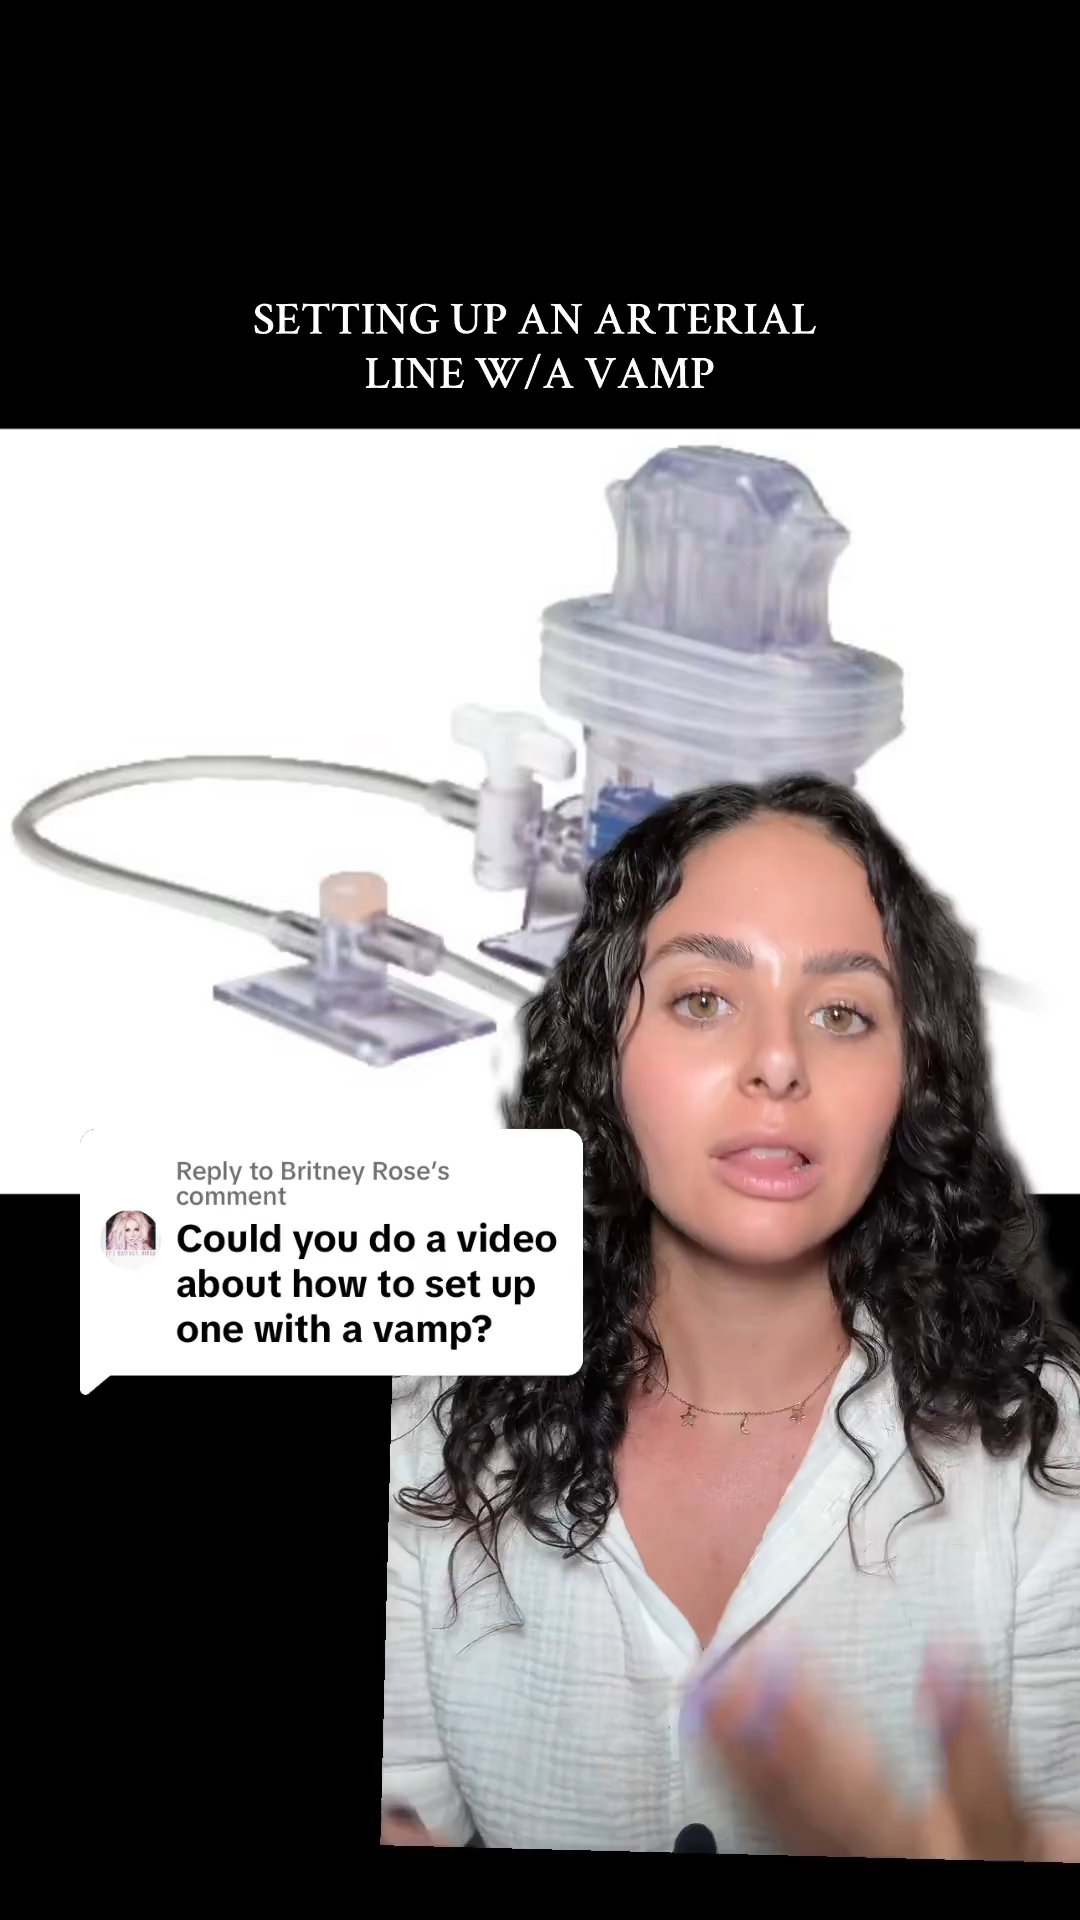 SETTING UP AN ARTERIAL
LINE W/A VAMP
Reply to Britney Rose’s
comment
Could you do a video
about how to set up
one with a vamp?